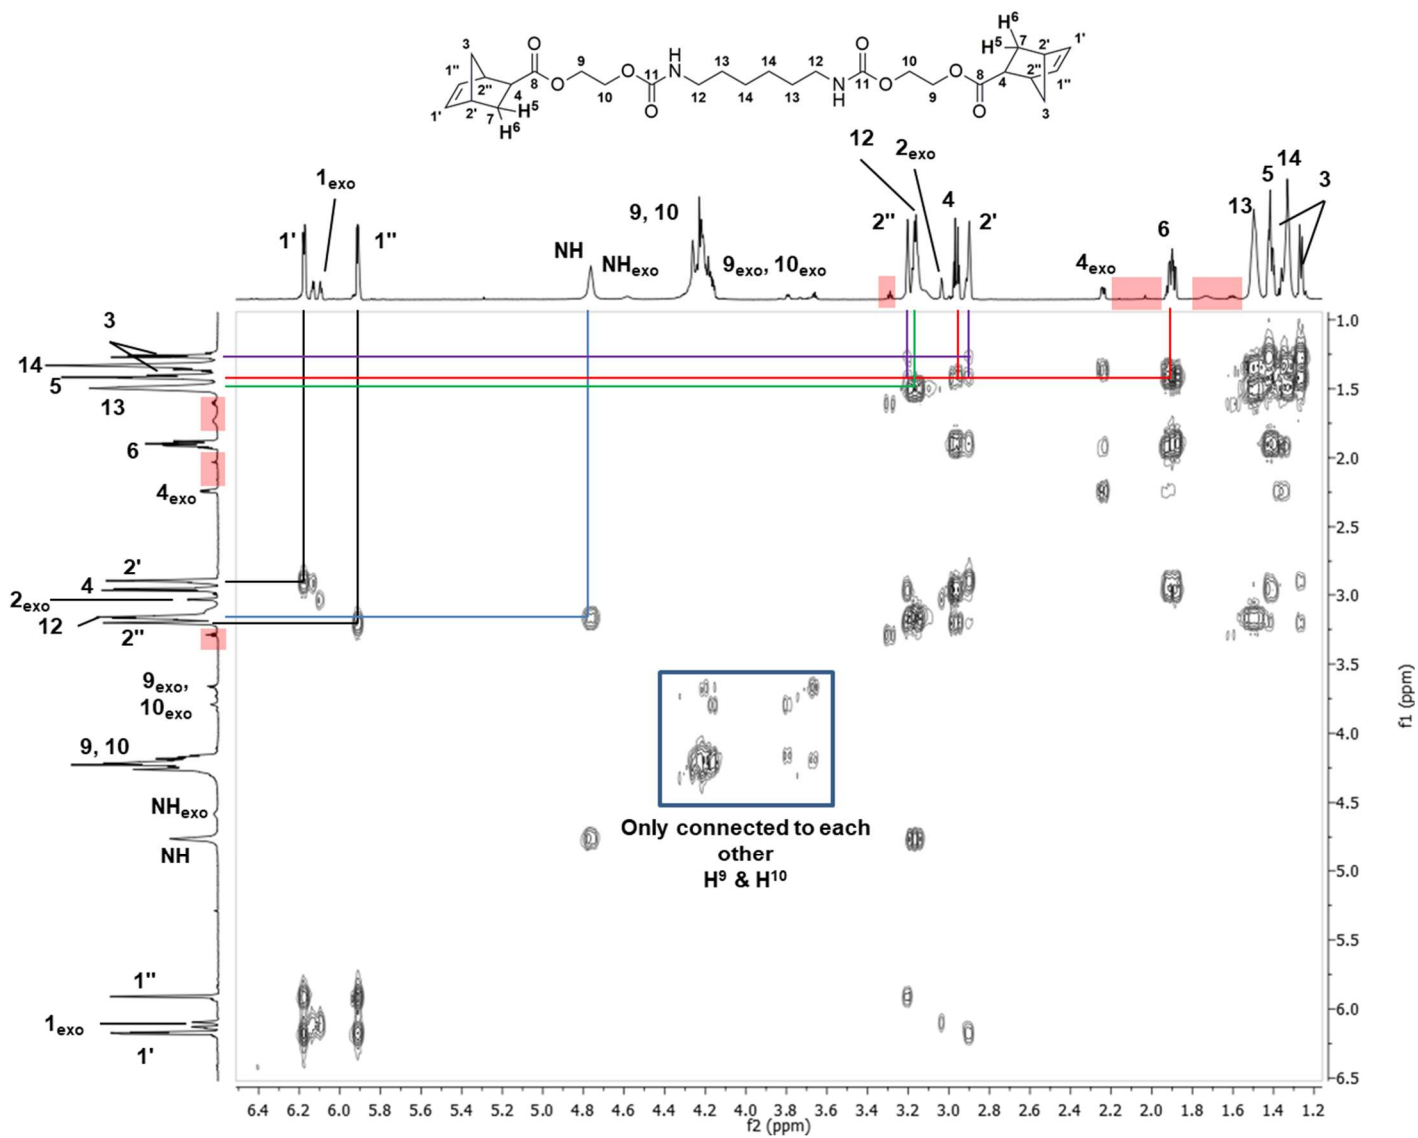 H⁶
3 O 9 H 13 14 12 O 10 H⁵ 7 2' 1'
1'' O O 11 N N O O 8 2'' 1''
2'' 8 O 10 12 14 13 H 11 9 O 4
4 H⁵ 3
1' 2' 7 H⁶
12 2exo
1exo 14
5 3
4
9, 10 2'' 2' 13
1' 1'' 6
NH NHexo 9exo, 10exo 4exo
3
14
5
13
6
4exo
2'
4
2exo
12
2''
9exo,
10exo
9, 10
NHexo
NH
1''
1exo
1'
Only connected to each
other
H⁹ & H¹⁰
1.0
1.5
2.0
2.5
3.0
3.5
4.0
4.5
5.0
5.5
6.0
6.5
f1 (ppm)
6.4 6.2 6.0 5.8 5.6 5.4 5.2 5.0 4.8 4.6 4.4 4.2 4.0 3.8 3.6 3.4 3.2 3.0 2.8 2.6 2.4 2.2 2.0 1.8 1.6 1.4 1.2
f2 (ppm)